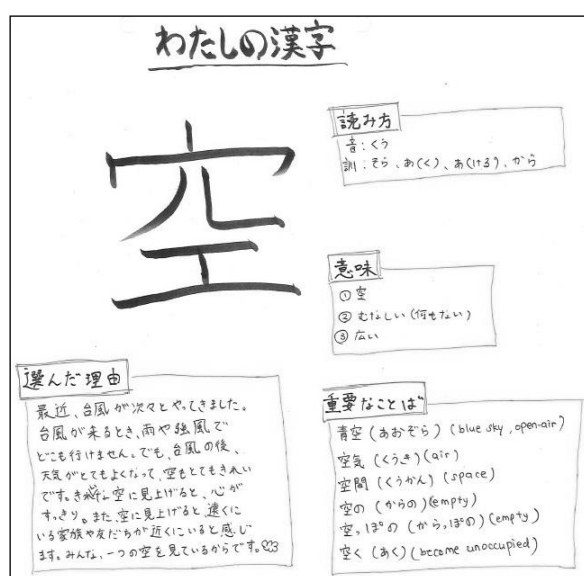 わたしの漢字
空
読み方
音：くう
訓：そら、あ(く)、あ(ける)、から
意味
① 空
② むなしい(何もない)
③ 広い
選んだ理由
最近、台風が次々とやってきました。
台風が来るとき、雨や強風で
どこも行けません。でも、台風の後、
天気がとてもよくなって、空もとてもきれい
です。空に見上げると、心が
すっきり。また、空に見上げると、遠くに
いる家族や友だちが近くにいると感じ
ます。みんな、一つの空を見ているからです。
重要なことば
青空(あおぞら)(blue sky, open-air)
空気(くうき)(air)
空間(くうかん)(space)
空の(からの)(empty)
空っぽの(からっぽの)(empty)
空く(あく)(become unoccupied)